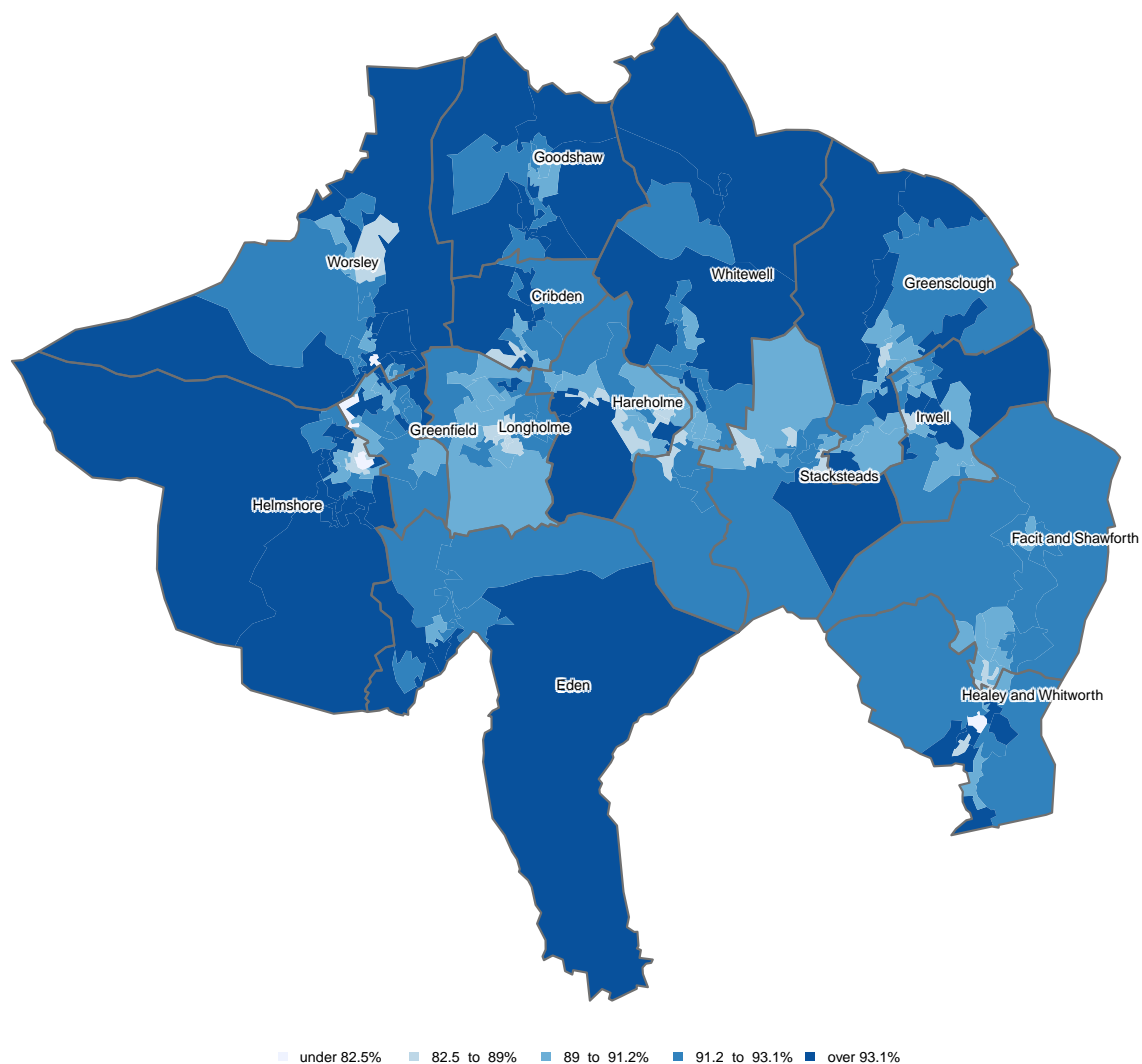 Goodshaw
Worsley
Whitewell
Greensclough
Cribden
Hareholme
Irwell
Greenfield
Longholme
Stacksteads
Helmshore
Facit and Shawforth
Eden
Healey and Whitworth
under 82.5% 82.5 to 89% 89 to 91.2% 91.2 to 93.1% over 93.1%